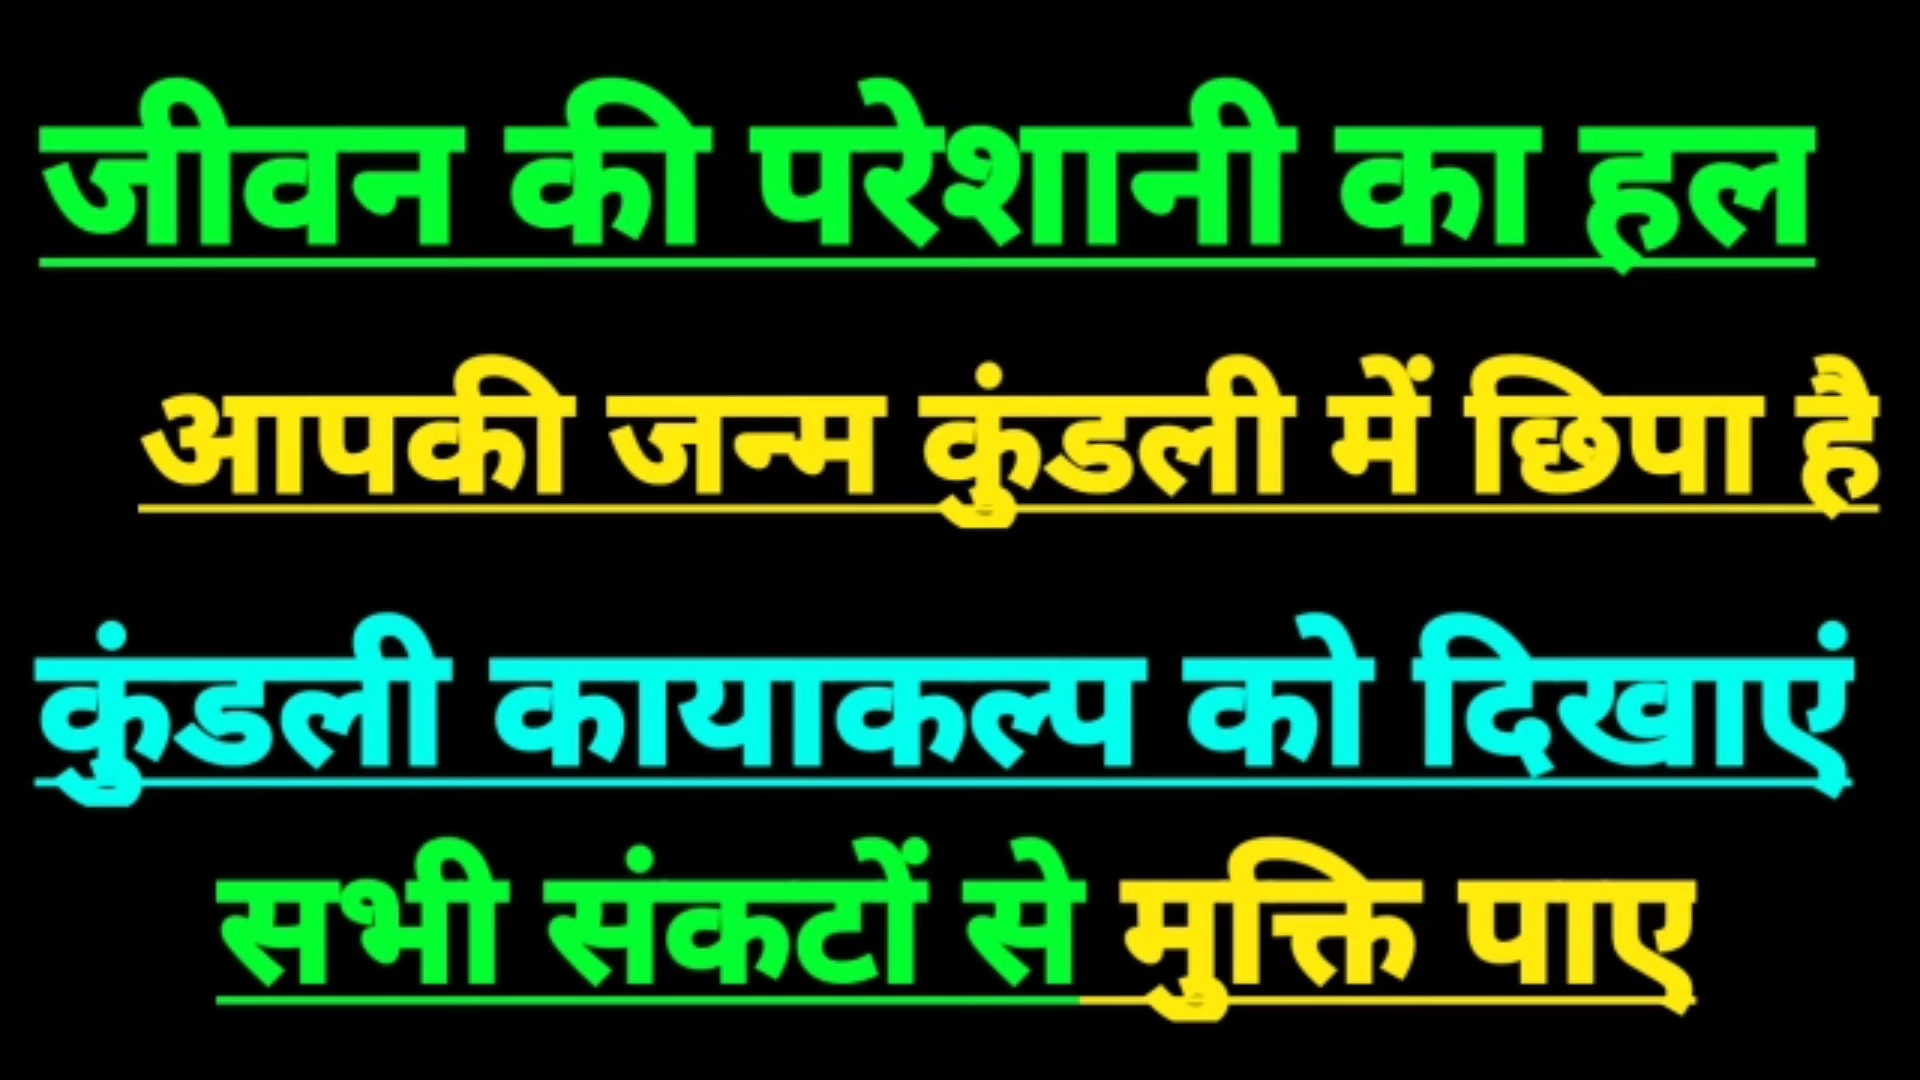 जीवन की परेशानी का हल
आपकी जन्म कुंडली में छिपा है
कुंडली कायाकल्प को दिखाएं
सभी संकटों से मुक्ति पाए